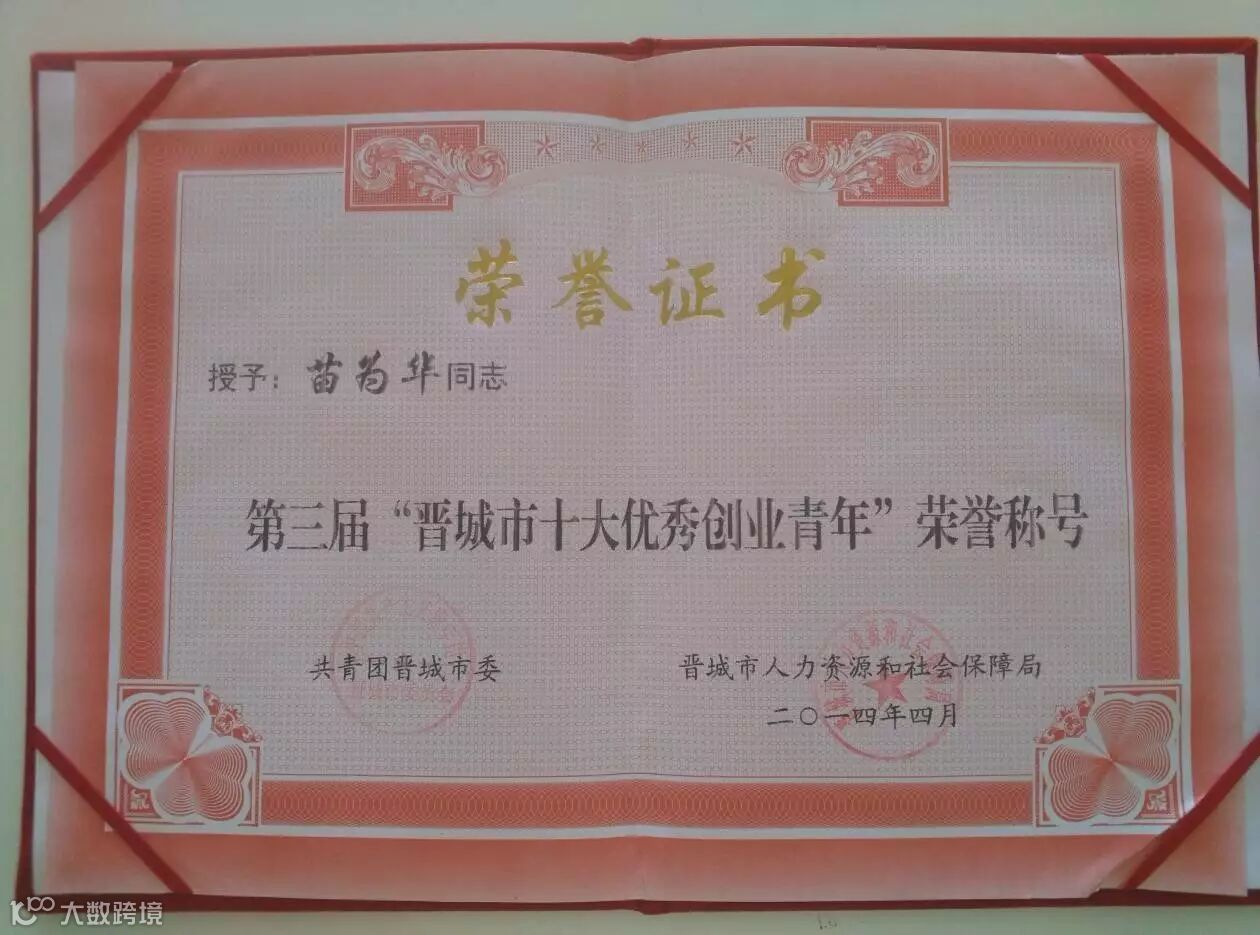 荣誉证书
授予：苗为华同志
第三届“晋城市十大优秀创业青年”荣誉称号
共青团晋城市委
晋城市人力资源和社会保障局
二〇一四年四月
大数跨境